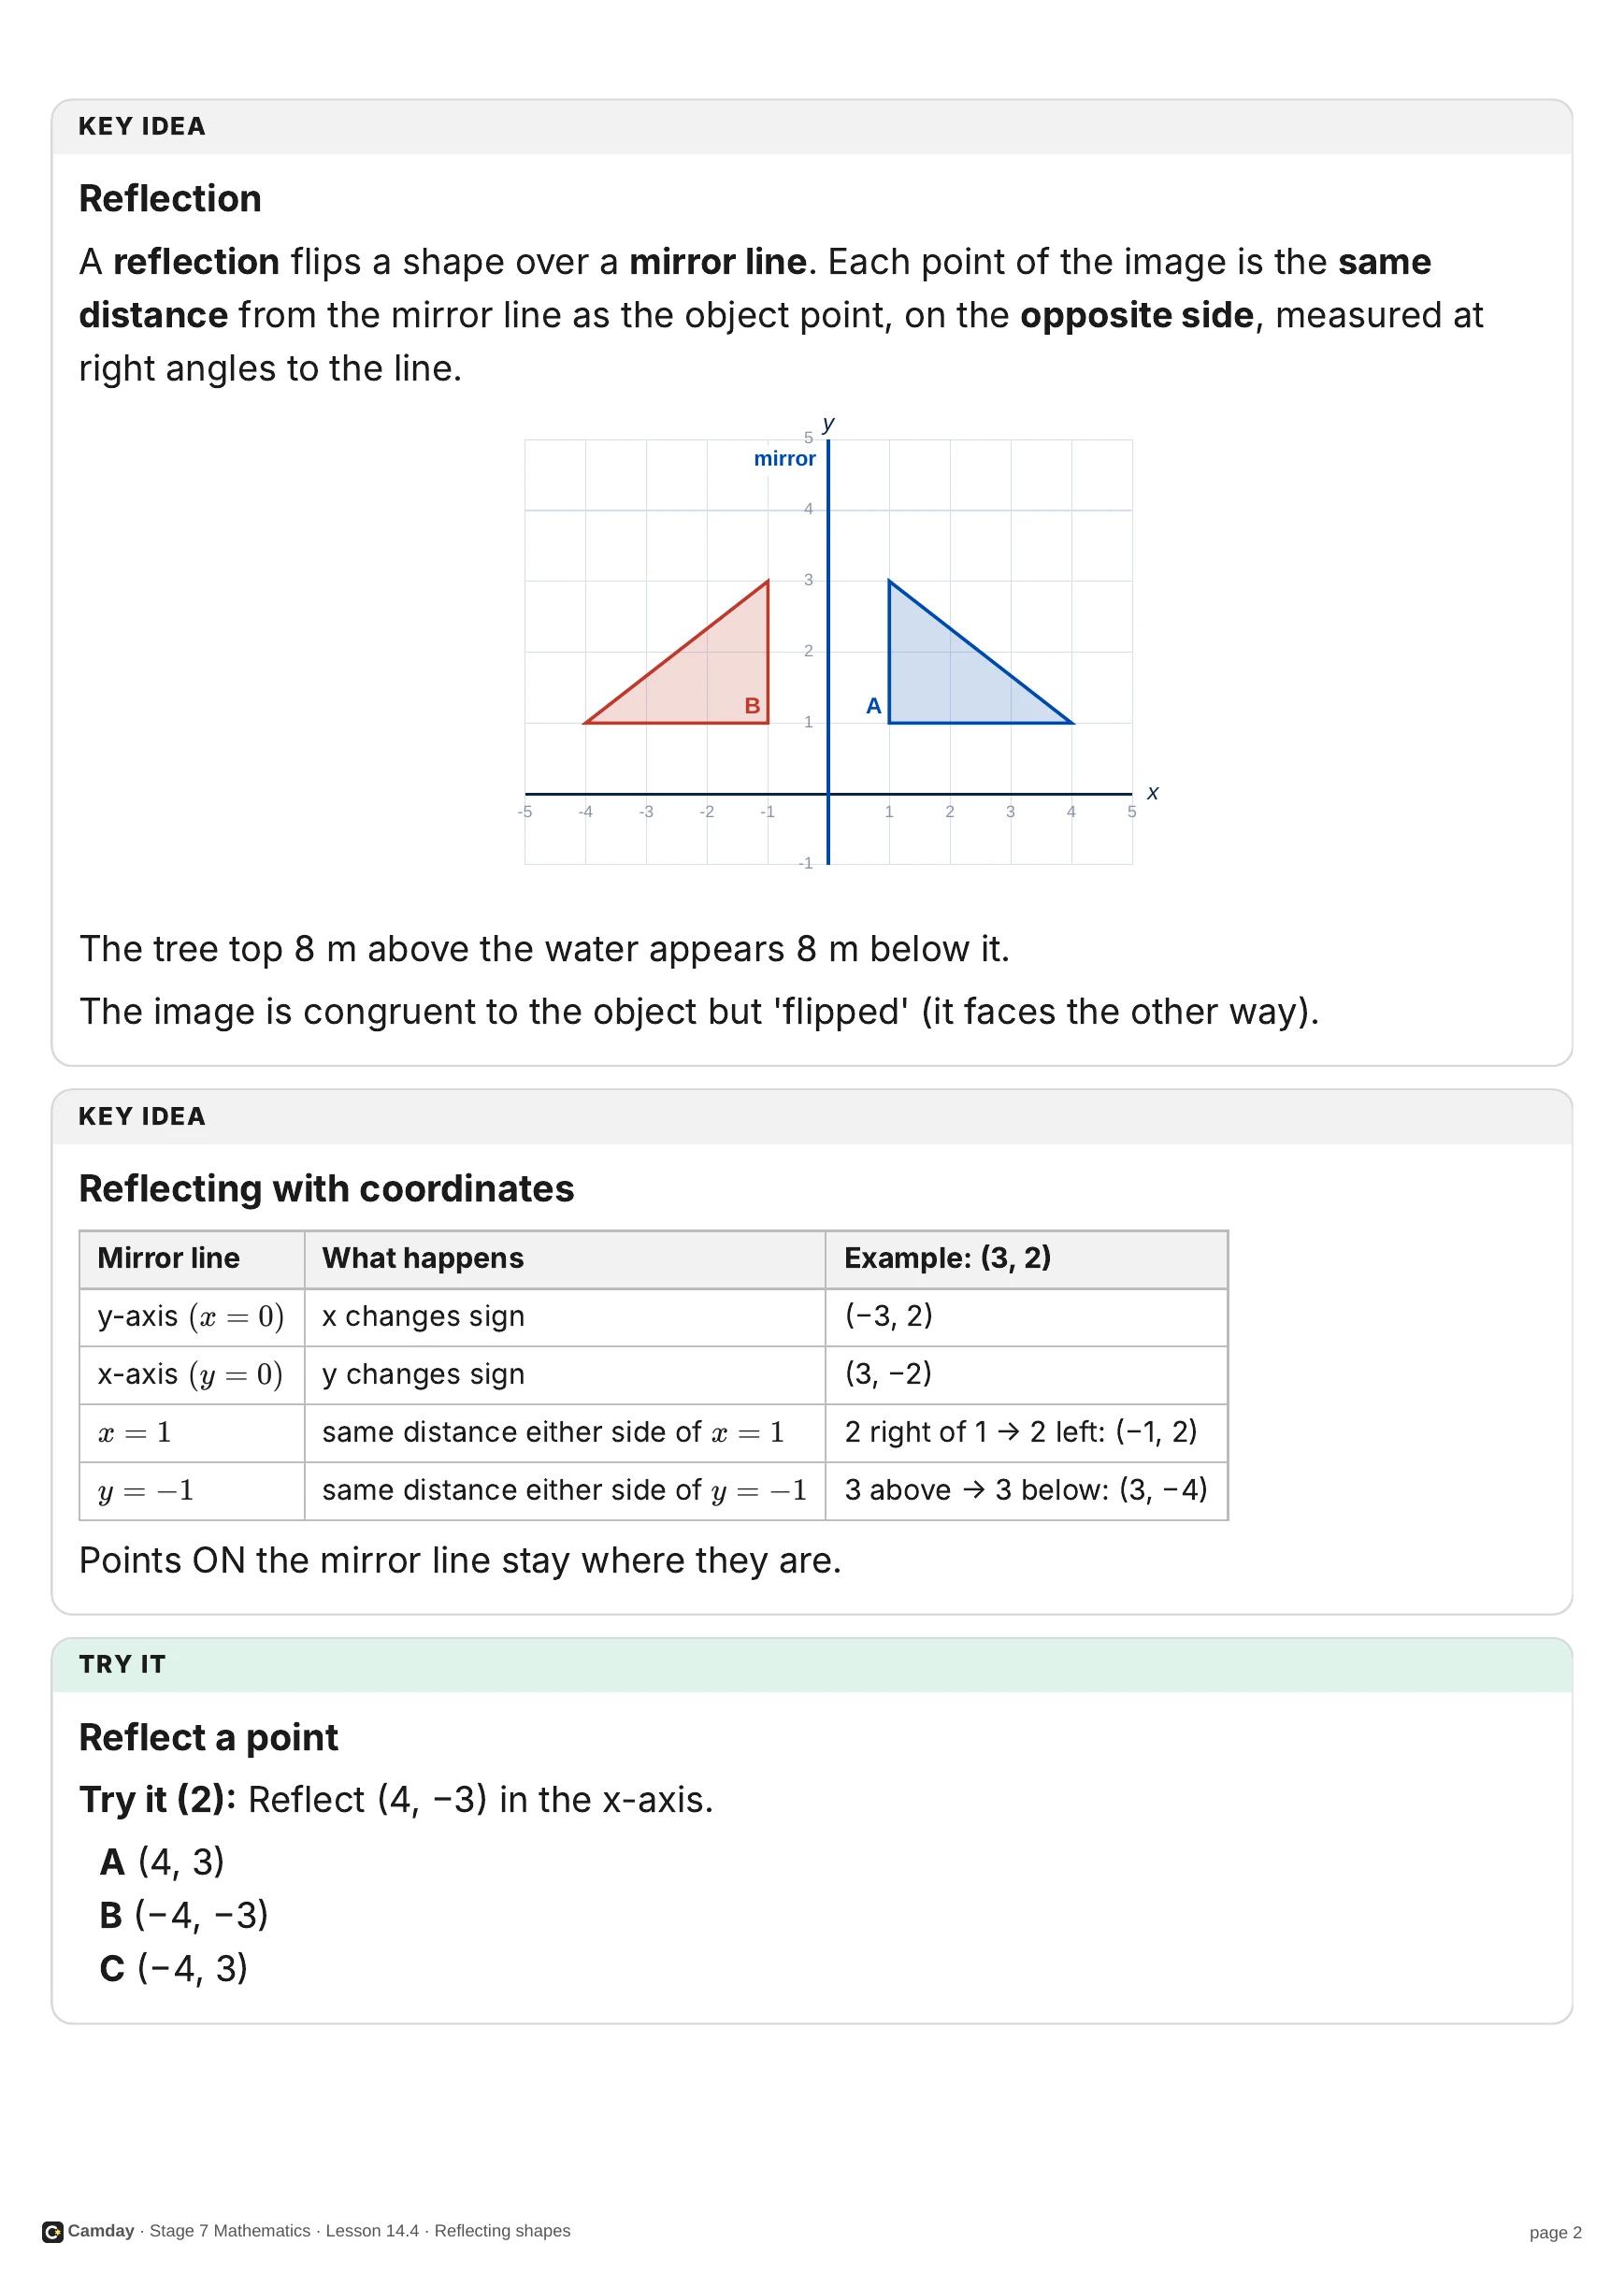 KEY IDEA
Reflection
A reflection flips a shape over a mirror line. Each point of the image is the same
distance from the mirror line as the object point, on the opposite side, measured at
right angles to the line.
y
5
mirror
4
3
2
B
A
1
x
-5 -4 -3 -2 -1 1 2 3 4 5
-1
The tree top 8 m above the water appears 8 m below it.
The image is congruent to the object but 'flipped' (it faces the other way).
KEY IDEA
Reflecting with coordinates
Mirror line What happens Example: (3, 2)
y-axis (x = 0) x changes sign (−3, 2)
x-axis (y = 0) y changes sign (3, −2)
x = 1 same distance either side of x = 1 2 right of 1 → 2 left: (−1, 2)
y = −1 same distance either side of y = −1 3 above → 3 below: (3, −4)
Points ON the mirror line stay where they are.
TRY IT
Reflect a point
Try it (2): Reflect (4, −3) in the x-axis.
A (4, 3)
B (−4, −3)
C (−4, 3)
Camday · Stage 7 Mathematics · Lesson 14.4 · Reflecting shapes page 2